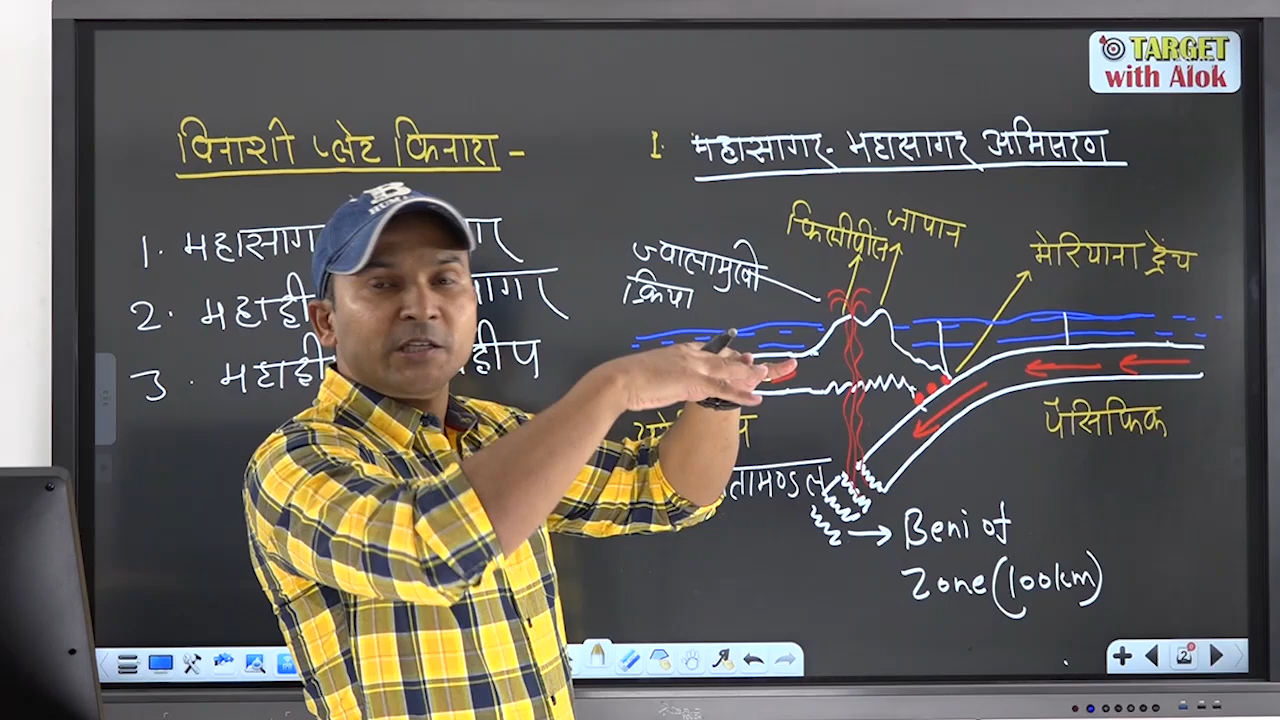 TARGET
with Alok
विनाशी प्लेट किनारा -
1. महासाग
2. महाद्वी
3. महाद्वी
I. महासागर - महासागर अभिसरण
ज्वालामुखी
क्रिया
फिलीपींस
जापान
मेरियाना ट्रेंच
पैसिफिक
Beni of
Zone (100km)
2